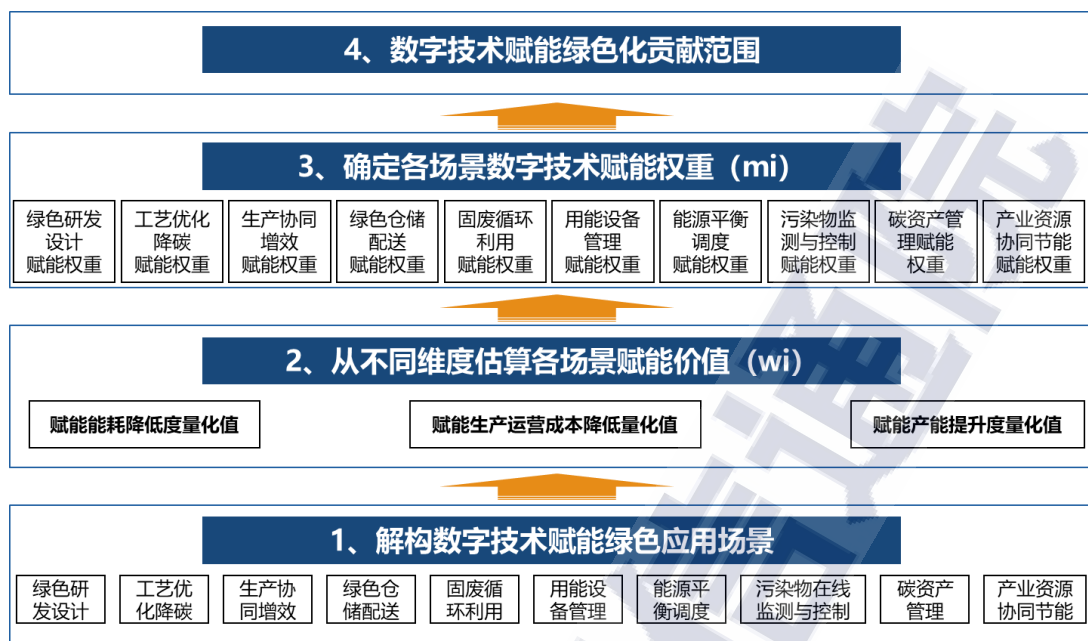 4、数字技术赋能绿色化贡献范围
3、确定各场景数字技术赋能权重（mi）
绿色研发
设计
赋能权重
工艺优化
降碳
赋能权重
生产协同
增效
赋能权重
绿色仓储
配送
赋能权重
固废循环
利用
赋能权重
用能设备
管理
赋能权重
能源平衡
调度
赋能权重
污染物监
测与控制
赋能权重
碳资产管
理赋能
权重
产业资源
协同节能
赋能权重
2、从不同维度估算各场景赋能价值（wi）
赋能能耗降低度量化值
赋能生产运营成本降低量化值
赋能产能提升度量化值
1、解构数字技术赋能绿色应用场景
绿色研
发设计
工艺优
化降碳
生产协
同增效
绿色仓
储配送
固废循
环利用
用能设
备管理
能源平
衡调度
污染物在线
监测与控制
碳资产
管理
产业资源
协同节能
信通院